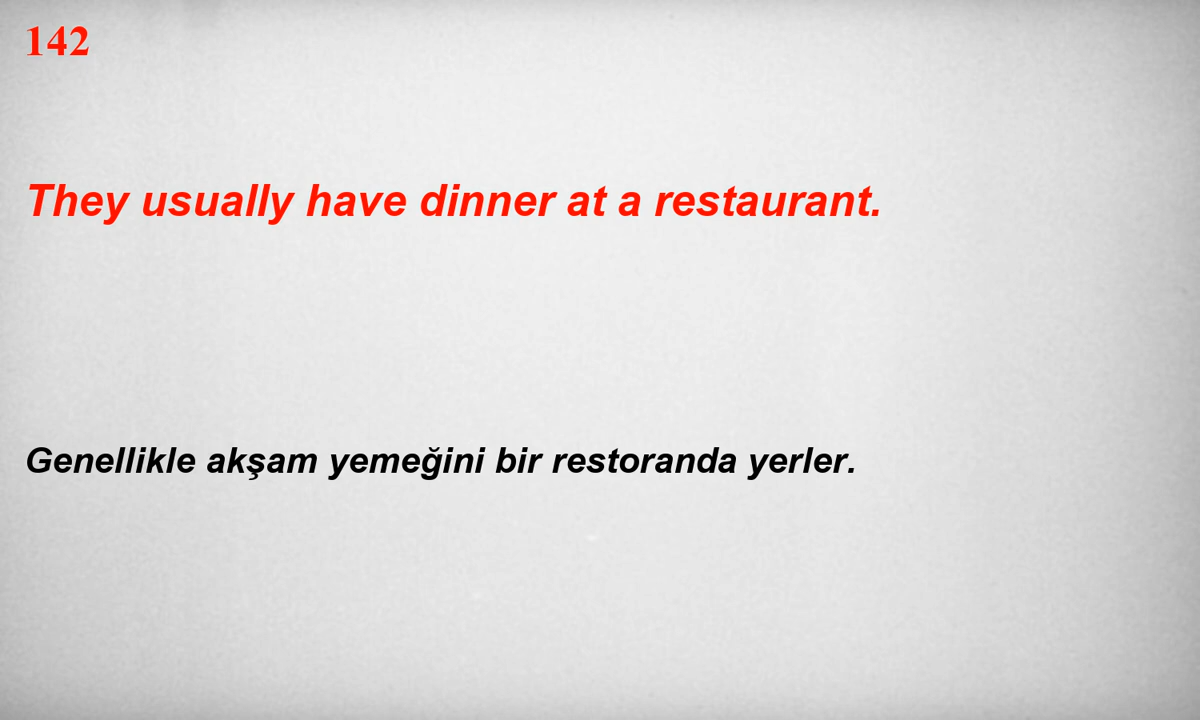 142
They usually have dinner at a restaurant.
Genellikle akşam yemeğini bir restoranda yerler.